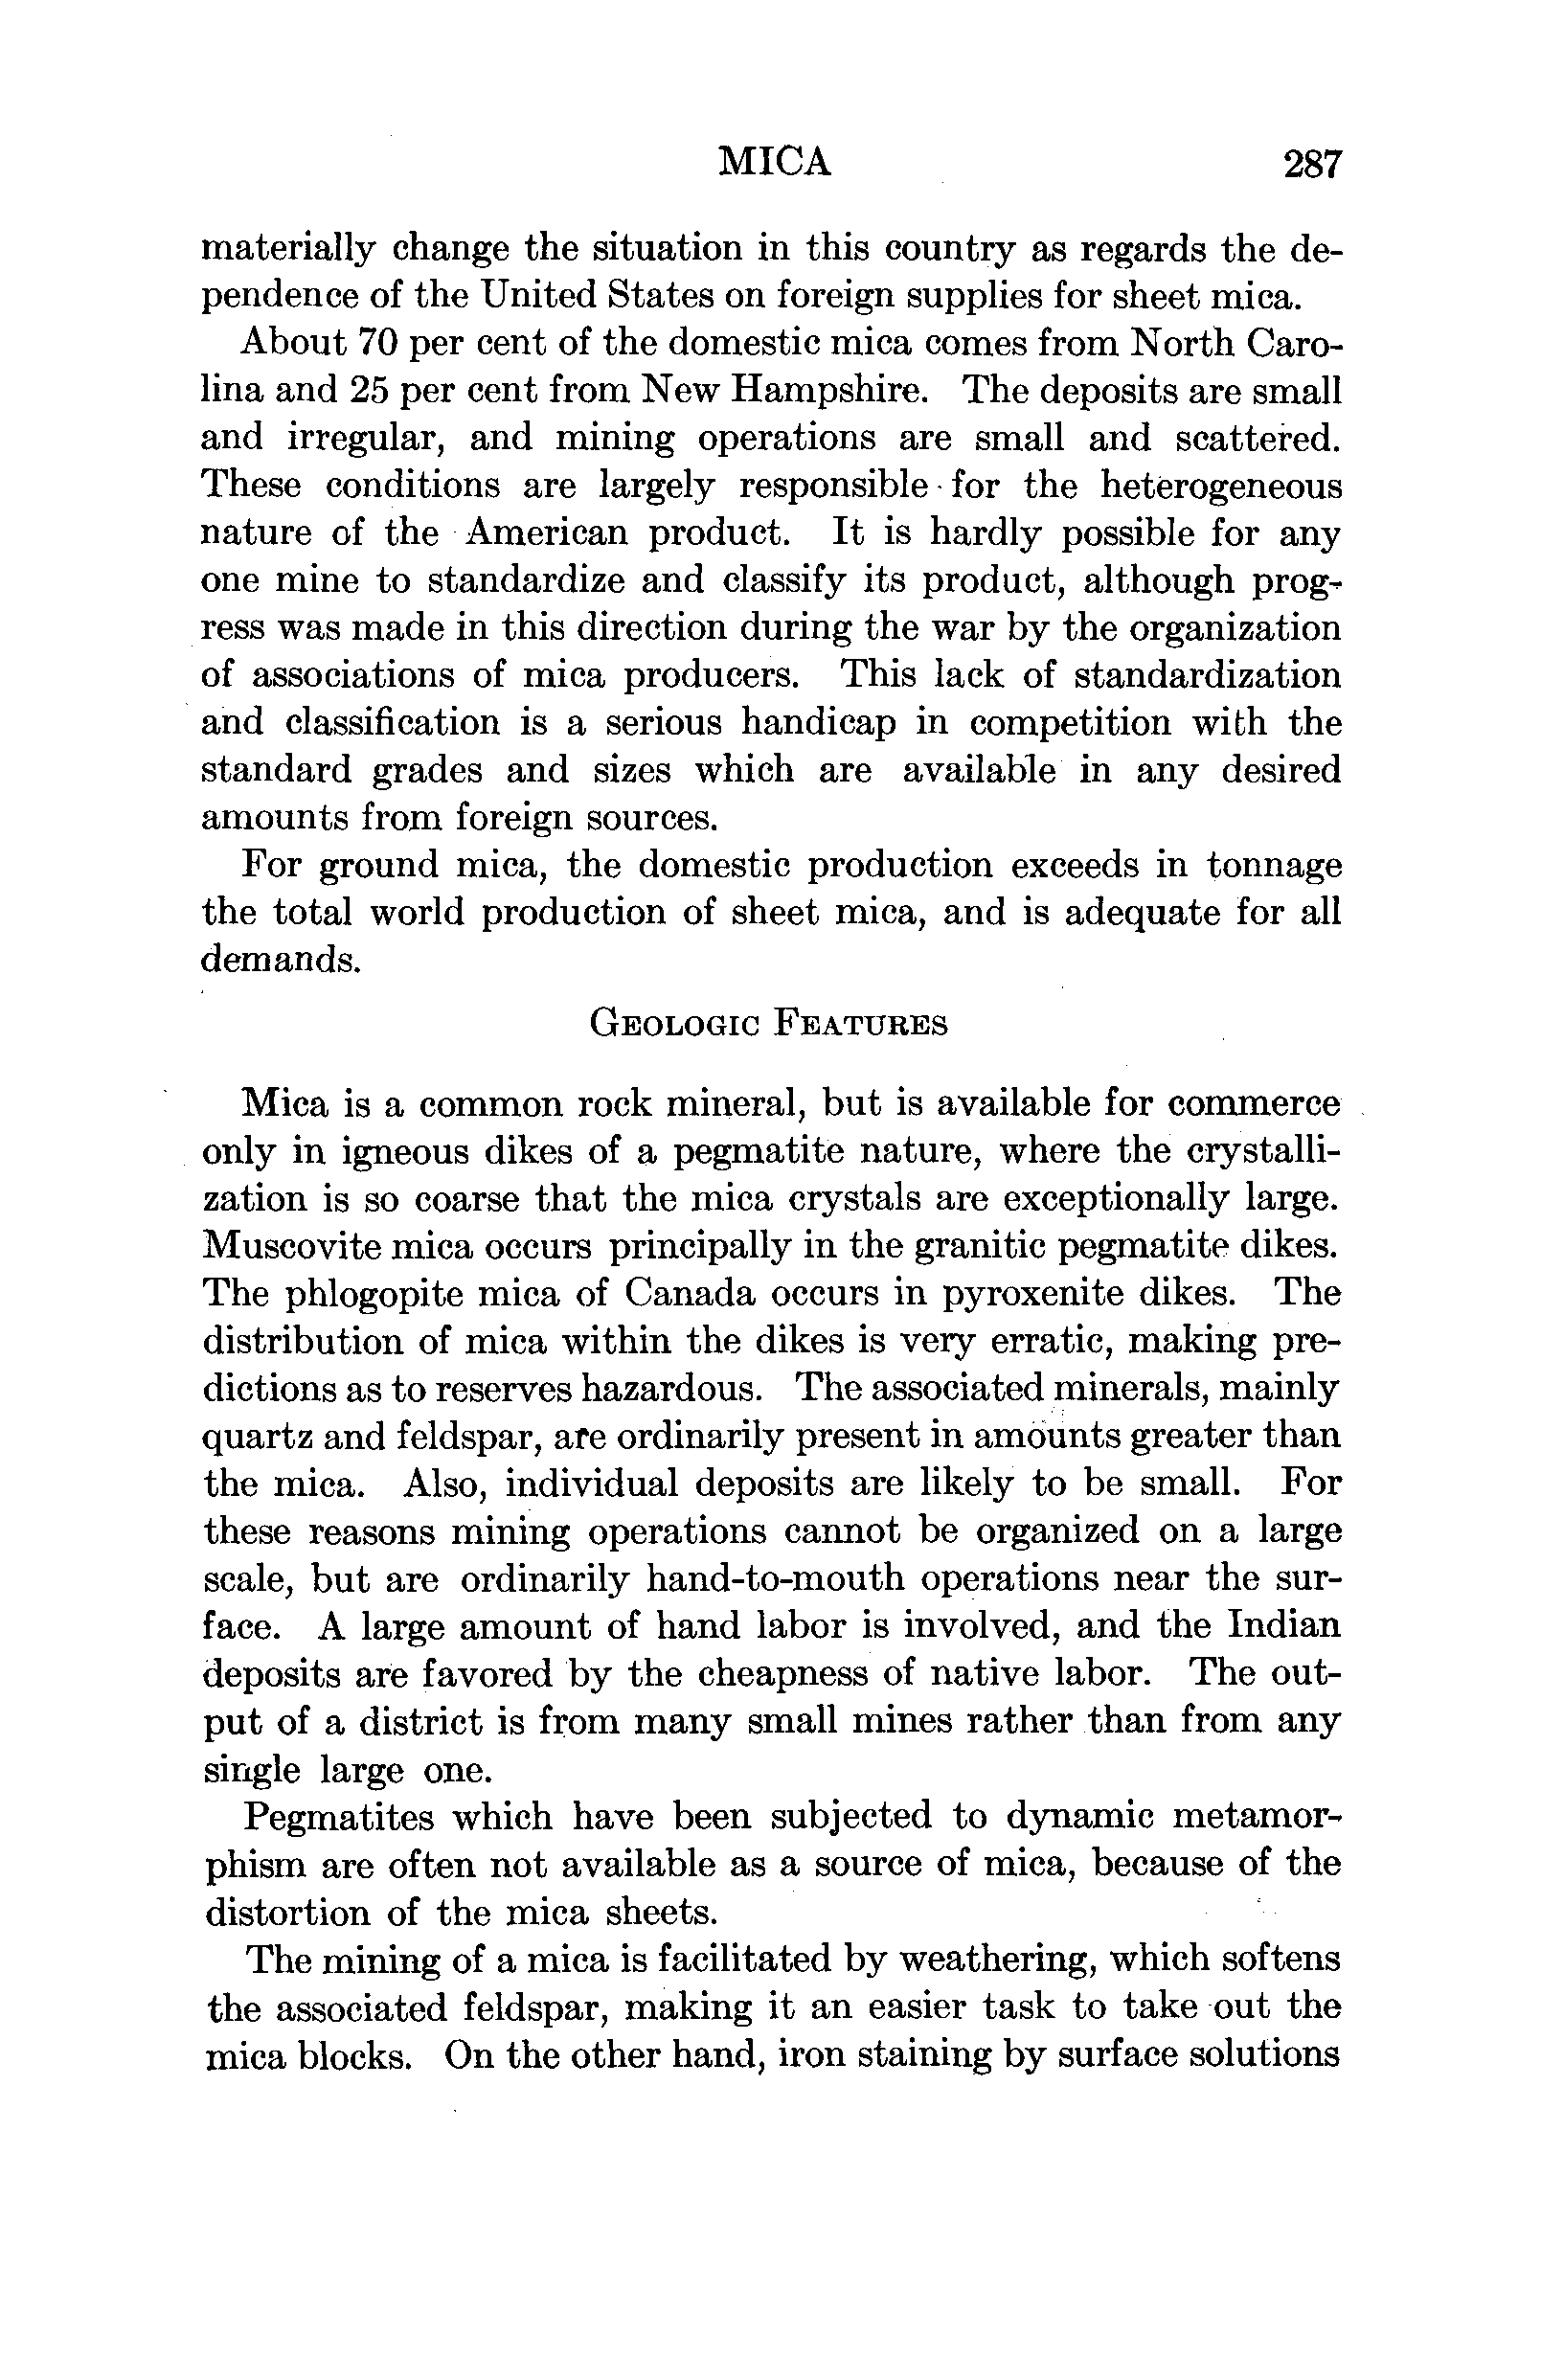 MICA 287
materially change the situation in this country as regards the de-
pendence of the United States on foreign supplies for sheet mica.
About 70 per cent of the domestic mica comes from North Caro-
lina and 25 per cent from New Hampshire. The deposits are small
and irregular, and mining operations are small and scattered.
These conditions are largely responsible for the heterogeneous
nature of the American product. It is hardly possible for any
one mine to standardize and classify its product, although prog-
ress was made in this direction during the war by the organization
of associations of mica producers. This lack of standardization
and classification is a serious handicap in competition with the
standard grades and sizes which are available in any desired
amounts from foreign sources.
For ground mica, the domestic production exceeds in tonnage
the total world production of sheet mica, and is adequate for all
demands.
GEOLOGIC FEATURES
Mica is a common rock mineral, but is available for commerce
only in igneous dikes of a pegmatite nature, where the crystalli-
zation is so coarse that the mica crystals are exceptionally large.
Muscovite mica occurs principally in the granitic pegmatite dikes.
The phlogopite mica of Canada occurs in pyroxenite dikes. The
distribution of mica within the dikes is very erratic, making pre-
dictions as to reserves hazardous. The associated minerals, mainly
quartz and feldspar, are ordinarily present in amounts greater than
the mica. Also, individual deposits are likely to be small. For
these reasons mining operations cannot be organized on a large
scale, but are ordinarily hand-to-mouth operations near the sur-
face. A large amount of hand labor is involved, and the Indian
deposits are favored by the cheapness of native labor. The out-
put of a district is from many small mines rather than from any
single large one.
Pegmatites which have been subjected to dynamic metamor-
phism are often not available as a source of mica, because of the
distortion of the mica sheets.
The mining of a mica is facilitated by weathering, which softens
the associated feldspar, making it an easier task to take out the
mica blocks. On the other hand, iron staining by surface solutions